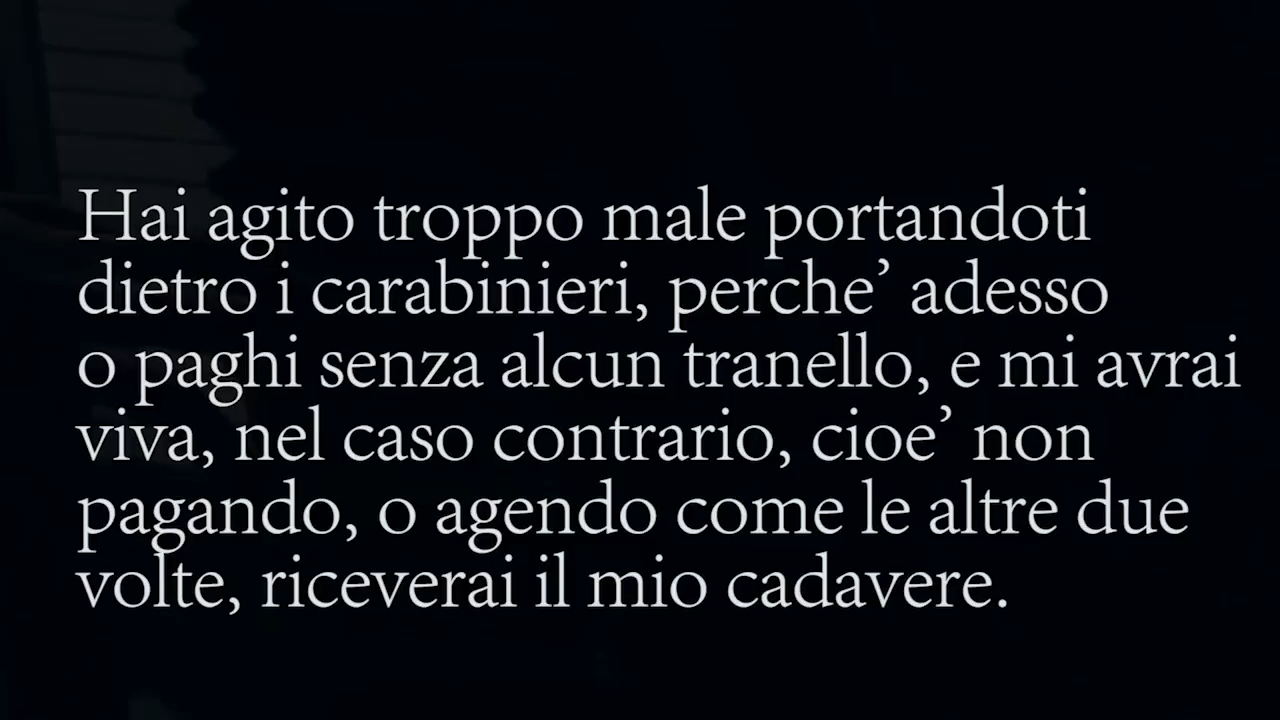 Hai agito troppo male portandoti
dietro i carabinieri, perche’ adesso
o paghi senza alcun tranello, e mi avrai
viva, nel caso contrario, cioe’ non
pagando, o agendo come le altre due
volte, riceverai il mio cadavere.